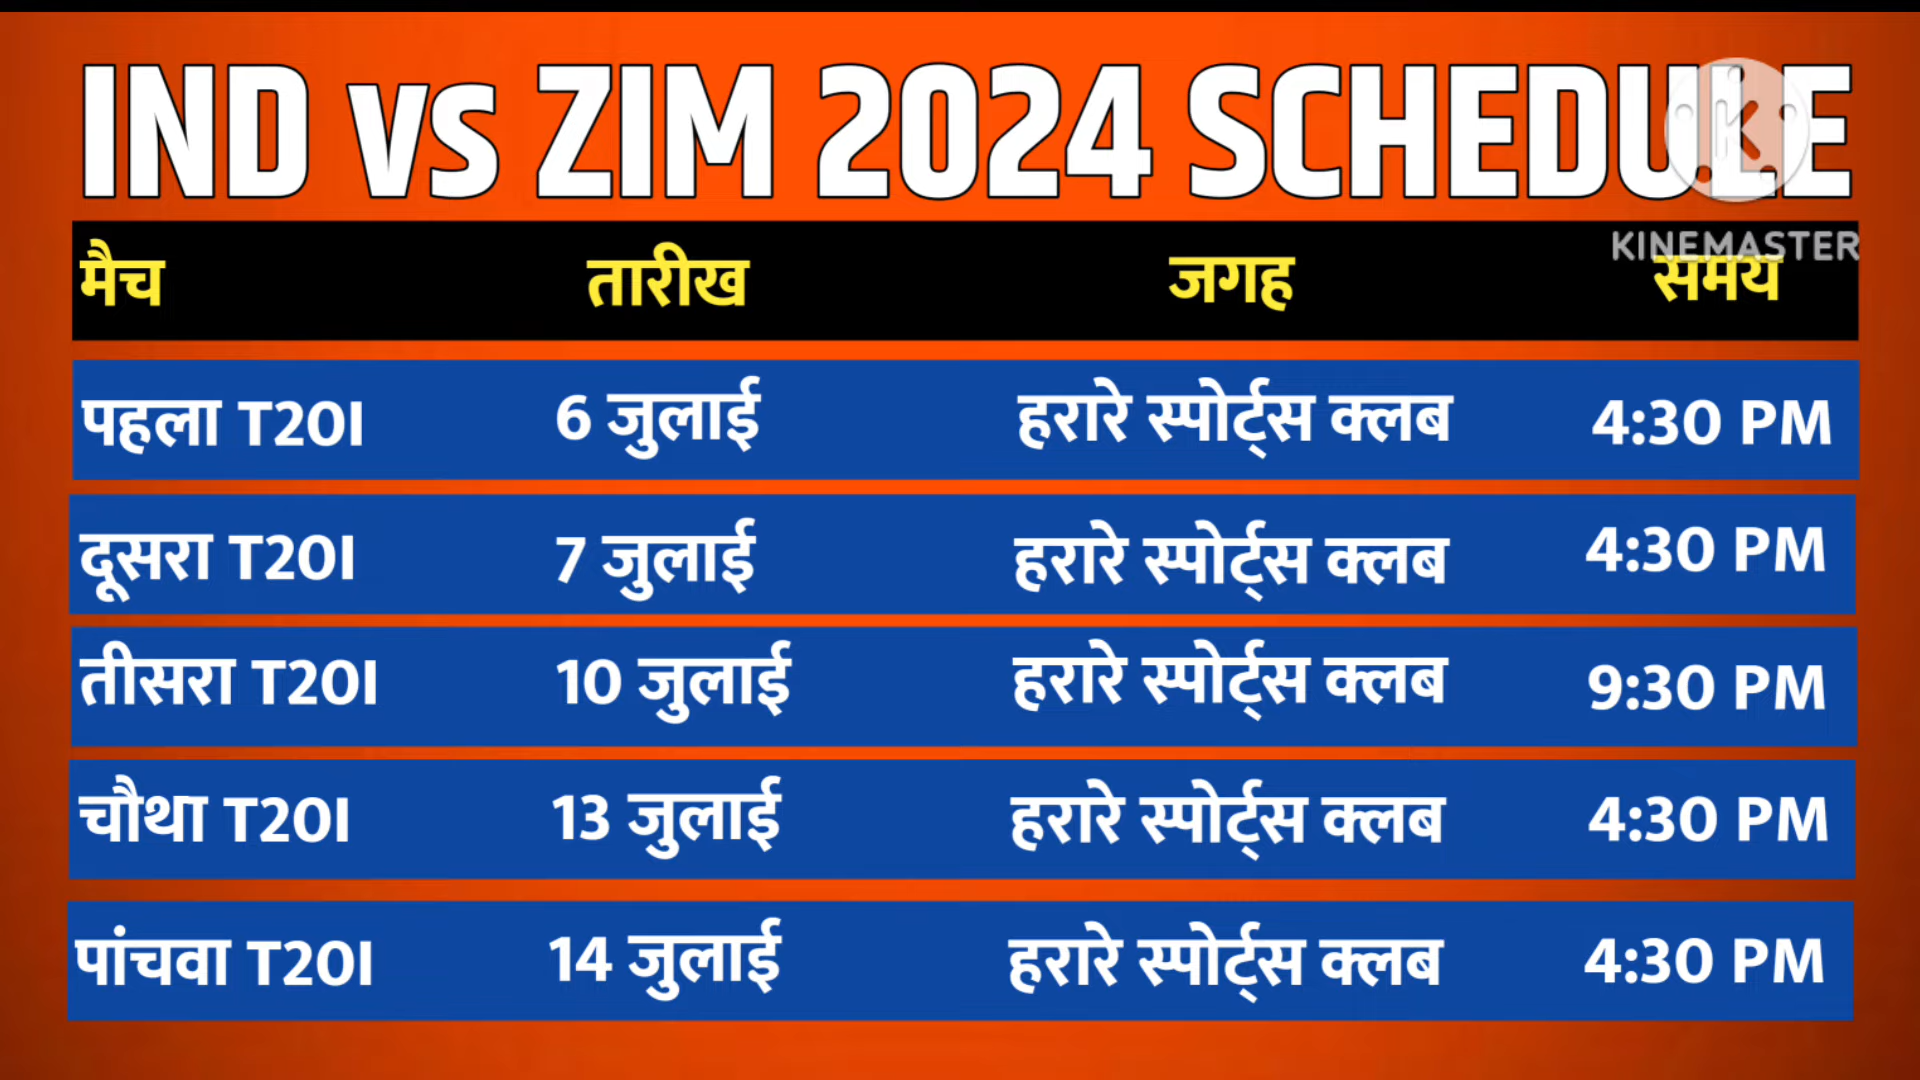 IND vs ZIM 2024 SCHEDULE
KINEMASTER
मैच तारीख जगह समय
पहला T20I 6 जुलाई हरारे स्पोर्ट्स क्लब 4:30 PM
दूसरा T20I 7 जुलाई हरारे स्पोर्ट्स क्लब 4:30 PM
तीसरा T20I 10 जुलाई हरारे स्पोर्ट्स क्लब 9:30 PM
चौथा T20I 13 जुलाई हरारे स्पोर्ट्स क्लब 4:30 PM
पांचवा T20I 14 जुलाई हरारे स्पोर्ट्स क्लब 4:30 PM